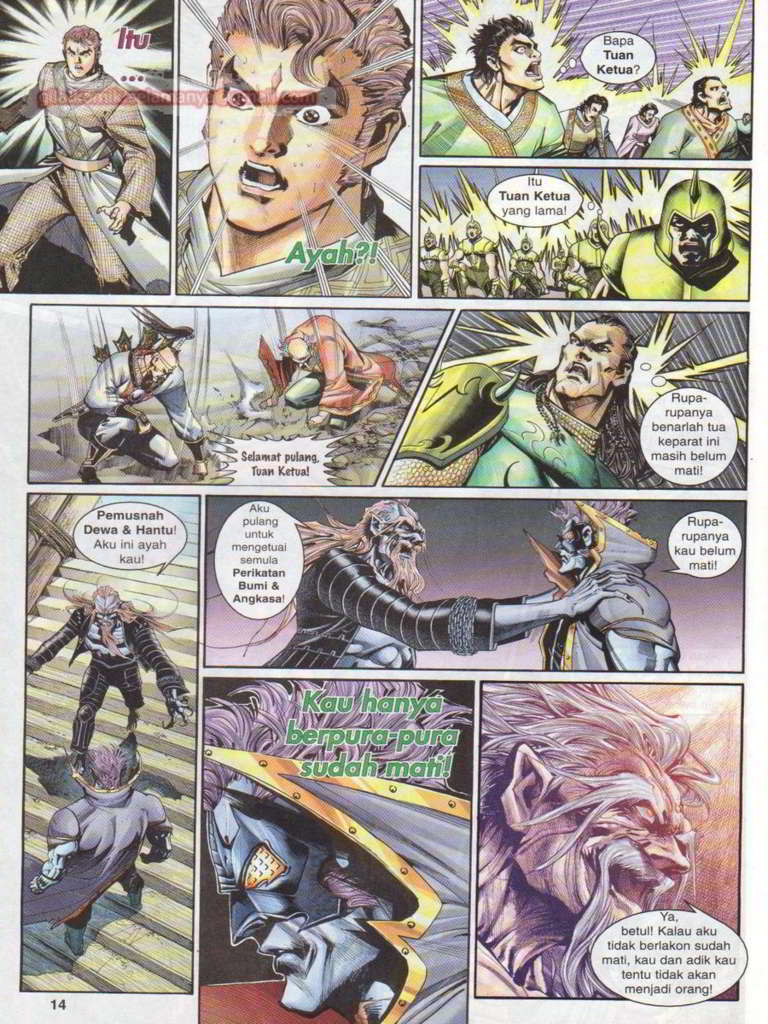 Itu
...
Ayah?!
Bapa
Tuan
Ketua?
Itu
Tuan Ketua
yang lama!
Selamat pulang,
Tuan Ketua!
Rupa-
rupanya
benarlah tua
keparat ini
masih belum
mati!
Pemusnah
Dewa & Hantu!
Aku ini ayah
kau!
Aku
pulang
untuk
mengetuai
semula
Perikatan
Bumi &
Angkasa!
Rupa-
rupanya
kau belum
mati!
Kau hanya
berpura-pura
sudah mati!
Ya,
betul! Kalau aku
tidak berlakon sudah
mati, kau dan adik kau
tentu tidak akan
menjadi orang!
14